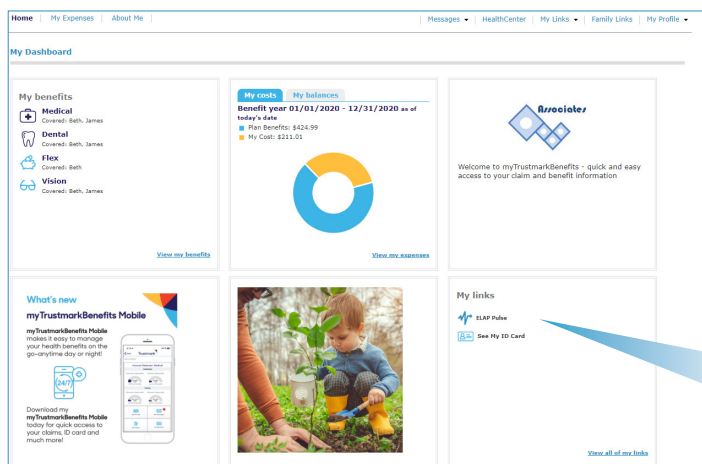 Home | My Expenses | About Me |
Messages | HealthCenter | My Links | Family Links | My Profile
My Dashboard
My benefits
Medical
Covered: Beth, James
Dental
Covered: Beth, James
Flex
Covered: Beth
Vision
Covered: Beth, James
View my benefits
My costs My balances
Benefit year 01/01/2020 - 12/31/2020 as of
today's date
Plan Benefits: $424.99
My Cost: $211.01
View my expenses
Associates
Welcome to myTrustmarkBenefits - quick and easy
access to your claim and benefit information
What's new
myTrustmarkBenefits Mobile
myTrustmarkBenefits Mobile
makes it easy to manage
your health benefits on the
go-anytime day or night!
24/7
Download my
myTrustmarkBenefits Mobile
today for quick access to
your claims, ID card and
much more!
Trustmark
My links
ELAP Pulse
See My ID Card
View all of my links